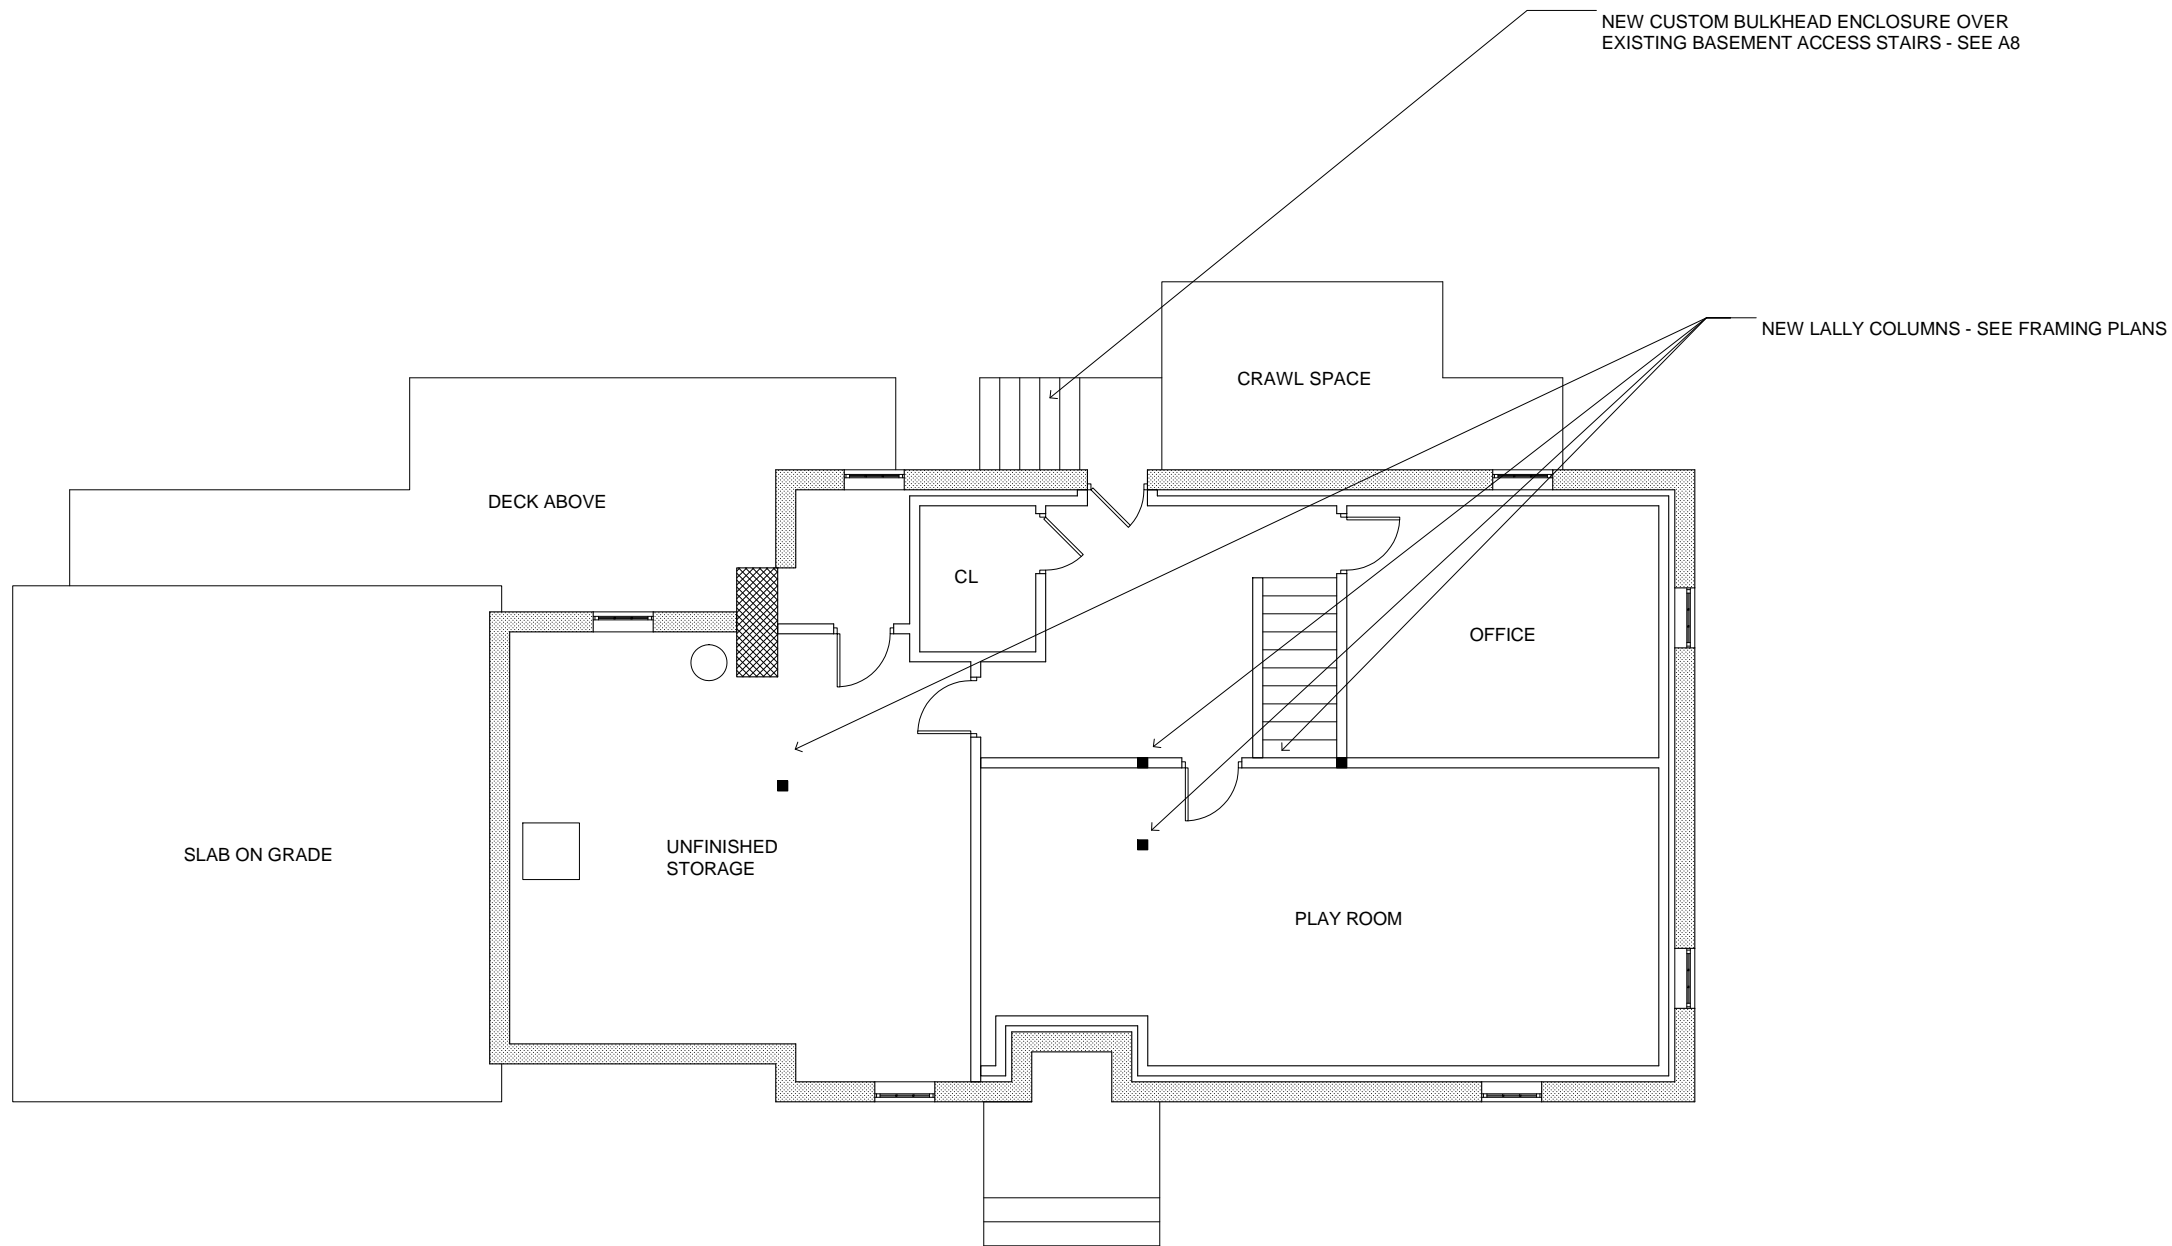 NEW CUSTOM BULKHEAD ENCLOSURE OVER
EXISTING BASEMENT ACCESS STAIRS - SEE A8
NEW LALLY COLUMNS - SEE FRAMING PLANS
CRAWL SPACE
DECK ABOVE
CL
OFFICE
SLAB ON GRADE
UNFINISHED
STORAGE
PLAY ROOM